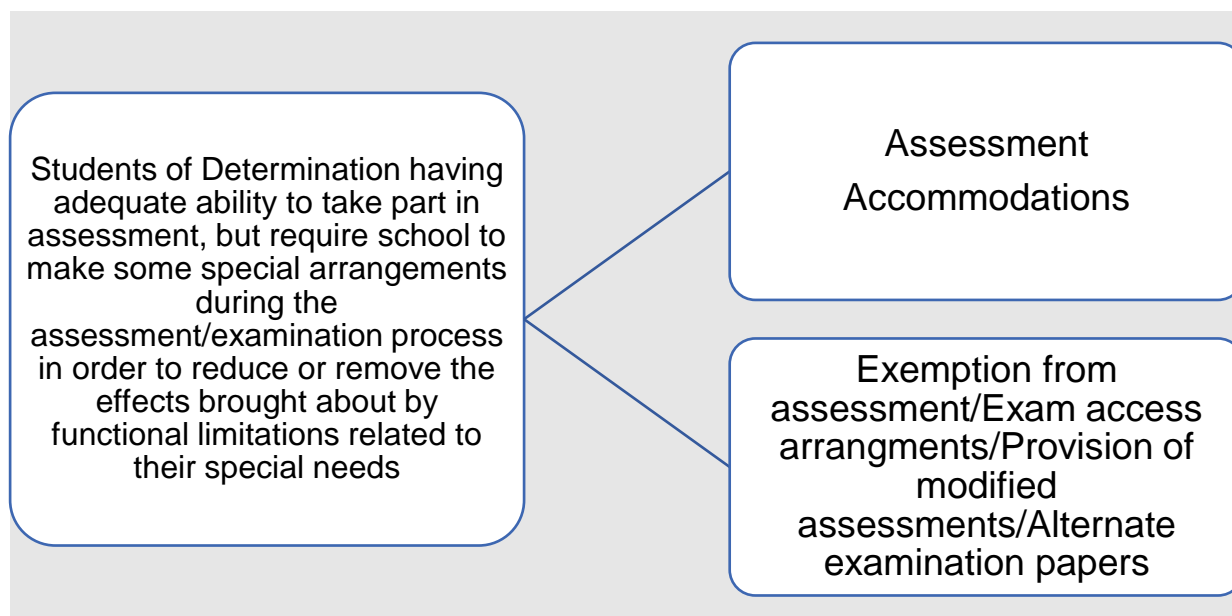 Students of Determination having
adequate ability to take part in
assessment, but require school to
make some special arrangements
during the
assessment/examination process
in order to reduce or remove the
effects brought about by
functional limitations related to
their special needs
Assessment
Accommodations
Exemption from
assessment/Exam access
arrangments/Provision of
modified
assessments/Alternate
examination papers